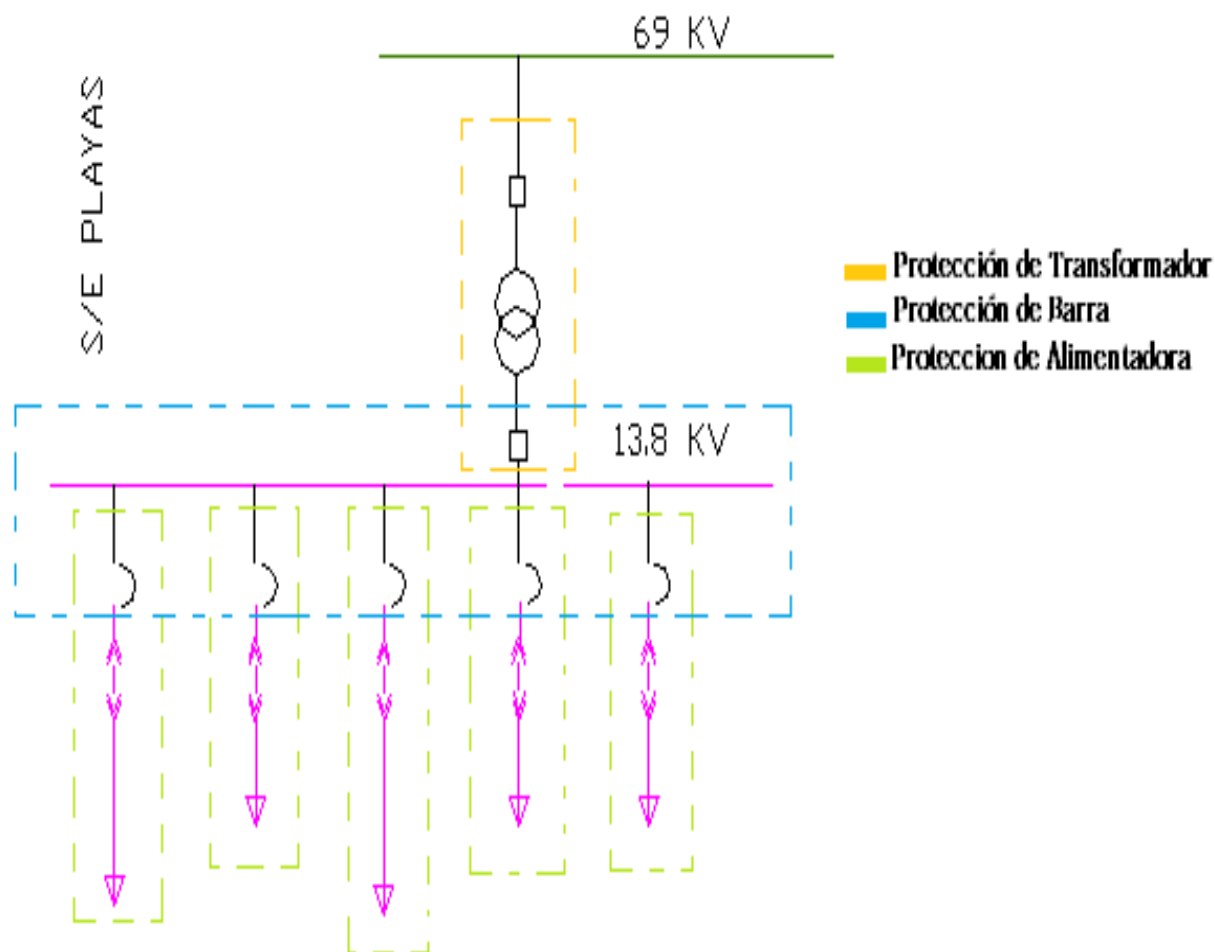 69 KV
S/E PLAYAS
Protección de Transformador
Protección de Barra
Proteccion de Alimentadora
13.8 KV